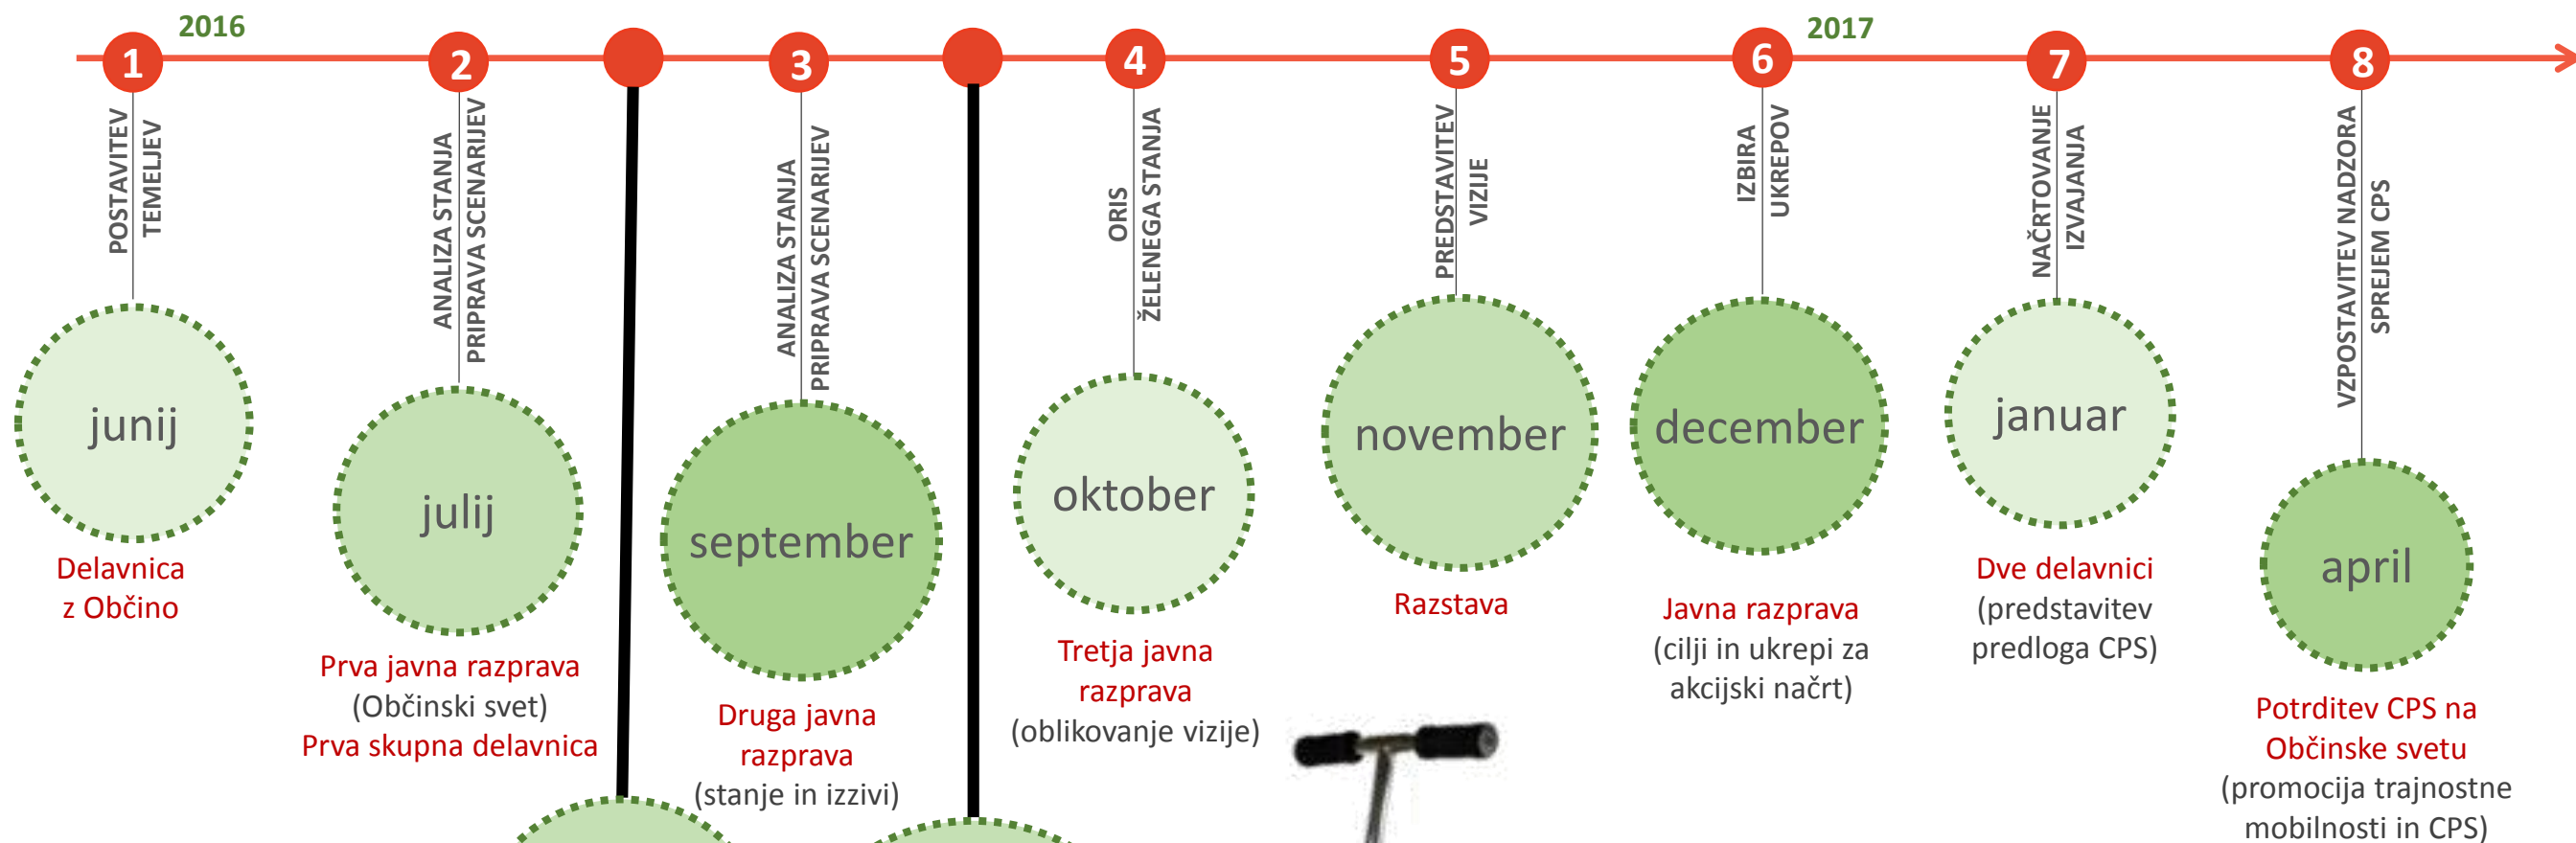 2016
2017
1
2
3
4
5
6
7
8
POSTAVITEV
TEMELJEV
ANALIZA STANJA
PRIPRAVA SCENARIJEV
ANALIZA STANJA
PRIPRAVA SCENARIJEV
ORIS
ŽELENEGA STANJA
PREDSTAVITEV
VIZIJE
IZBIRA
UKREPOV
NAČRTOVANJE
IZVAJANJA
VZPOSTAVITEV NADZORA
SPREJEM CPS
junij
Delavnica
z Občino
julij
Prva javna razprava
(Občinski svet)
Prva skupna delavnica
september
Druga javna
razprava
(stanje in izzivi)
oktober
Tretja javna
razprava
(oblikovanje vizije)
november
Razstava
december
Javna razprava
(cilji in ukrepi za
akcijski načrt)
januar
Dve delavnici
(predstavitev
predloga CPS)
april
Potrditev CPS na
Občinske svetu
(promocija trajnostne
mobilnosti in CPS)